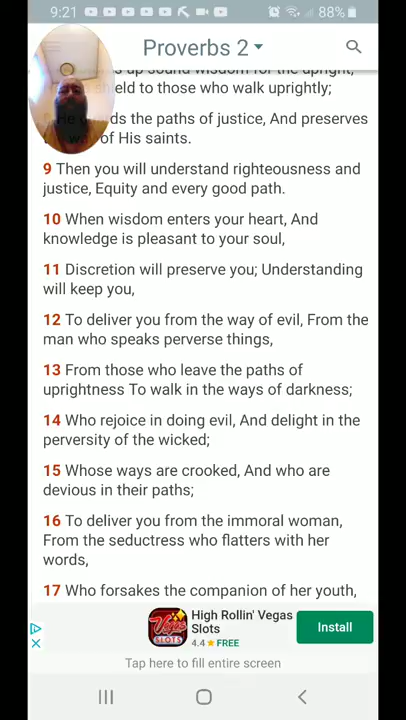 9:21
88%
Proverbs 2
up sound wisdom for the upright;
shield to those who walk uprightly;
the paths of justice, And preserves
of His saints.
9 Then you will understand righteousness and
justice, Equity and every good path.
10 When wisdom enters your heart, And
knowledge is pleasant to your soul,
11 Discretion will preserve you; Understanding
will keep you,
12 To deliver you from the way of evil, From the
man who speaks perverse things,
13 From those who leave the paths of
uprightness To walk in the ways of darkness;
14 Who rejoice in doing evil, And delight in the
perversity of the wicked;
15 Whose ways are crooked, And who are
devious in their paths;
16 To deliver you from the immoral woman,
From the seductress who flatters with her
words,
17 Who forsakes the companion of her youth,
High Rollin' Vegas
Slots
4.4★ FREE
Install
Tap here to fill entire screen